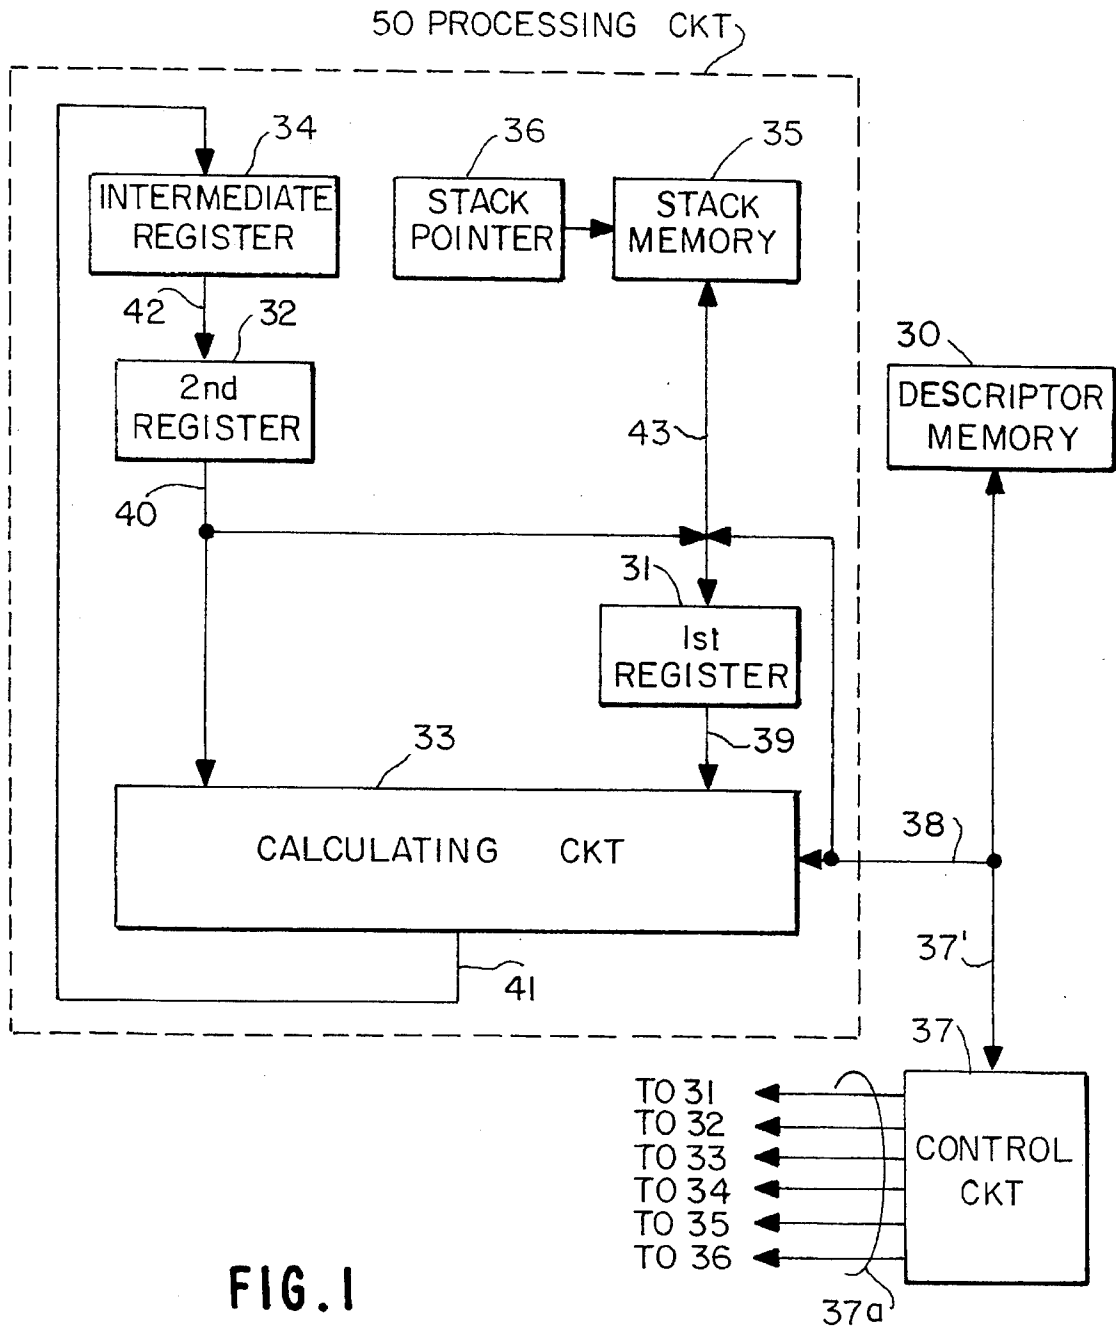 50 PROCESSING CKT
34
36
35
INTERMEDIATE
REGISTER
STACK
POINTER
STACK
MEMORY
42
32
30
2nd
REGISTER
DESCRIPTOR
MEMORY
43
40
31
1st
REGISTER
33
39
CALCULATING CKT
38
41
37'
37
TO 31
TO 32
TO 33
TO 34
TO 35
TO 36
CONTROL
CKT
37a
FIG. 1